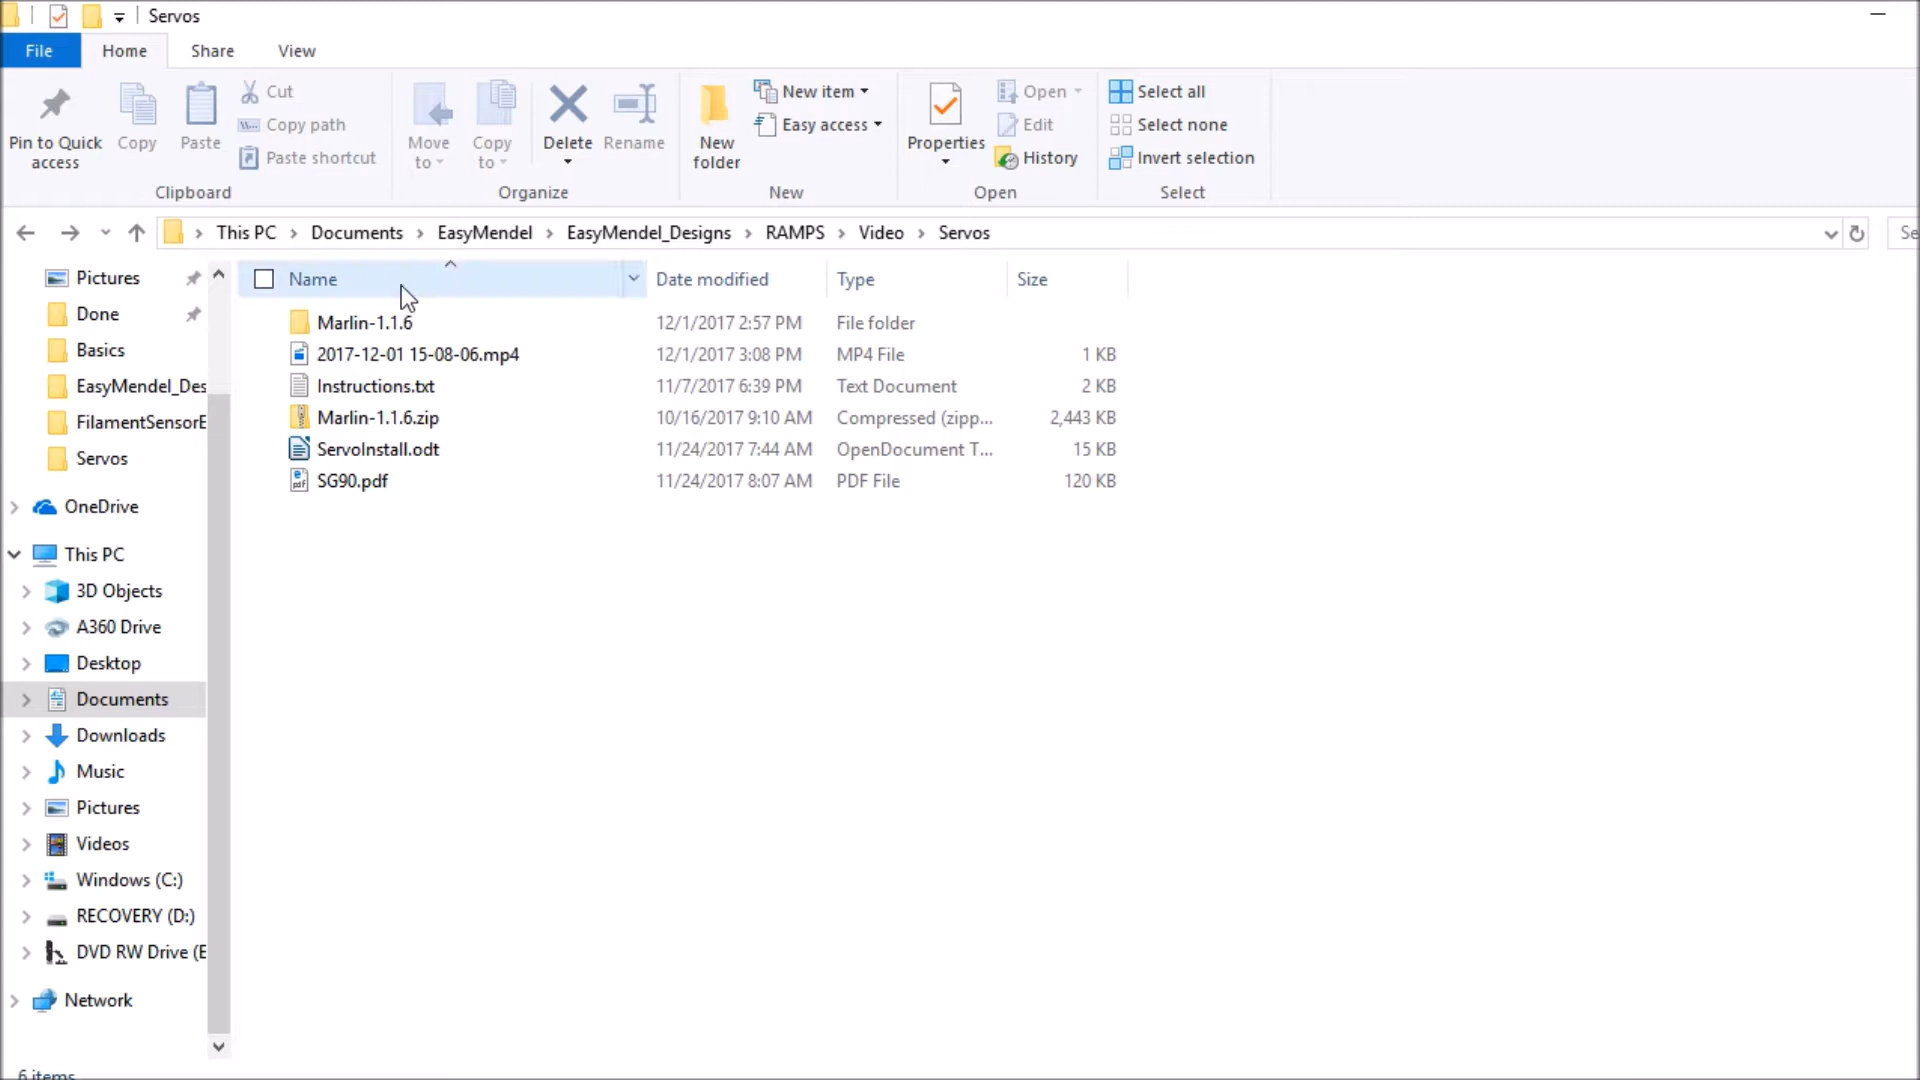 Servos
File Home Share View
Pin to Quick access
Copy
Paste
Cut
Copy path
Paste shortcut
Clipboard
Move to
Copy to
Delete
Rename
Organize
New folder
New item
Easy access
New
Properties
Open
Edit
History
Open
Select all
Select none
Invert selection
Select
This PC > Documents > EasyMendel > EasyMendel_Designs > RAMPS > Video > Servos
Se
Pictures
Done
Basics
EasyMendel_Des
FilamentSensorE
Servos
OneDrive
This PC
3D Objects
A360 Drive
Desktop
Documents
Downloads
Music
Pictures
Videos
Windows (C:)
RECOVERY (D:)
DVD RW Drive (E
Network
Name Date modified Type Size
Marlin-1.1.6 12/1/2017 2:57 PM File folder
2017-12-01 15-08-06.mp4 12/1/2017 3:08 PM MP4 File 1 KB
Instructions.txt 11/7/2017 6:39 PM Text Document 2 KB
Marlin-1.1.6.zip 10/16/2017 9:10 AM Compressed (zipp... 2,443 KB
ServoInstall.odt 11/24/2017 7:44 AM OpenDocument T... 15 KB
SG90.pdf 11/24/2017 8:07 AM PDF File 120 KB
6 items